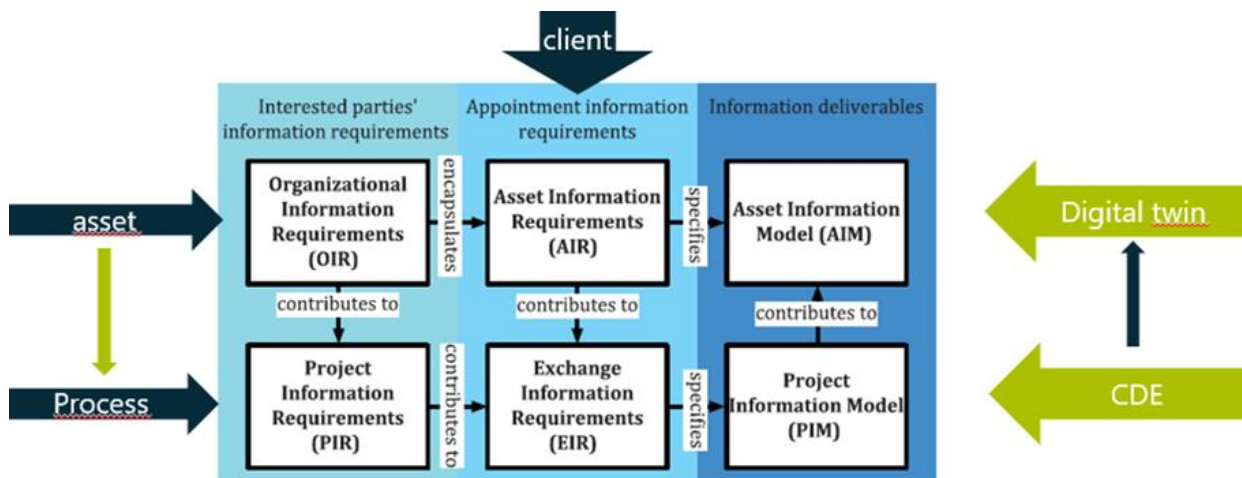 client
Interested parties'
information requirements
Appointment information
requirements
Information deliverables
asset
Organizational
Information
Requirements
(OIR)
encapsulates
Asset Information
Requirements
(AIR)
specifies
Asset Information
Model (AIM)
Digital twin
contributes to
contributes to
contributes to
Process
Project
Information
Requirements
(PIR)
contributes to
Exchange
Information
Requirements
(EIR)
specifies
Project
Information Model
(PIM)
CDE